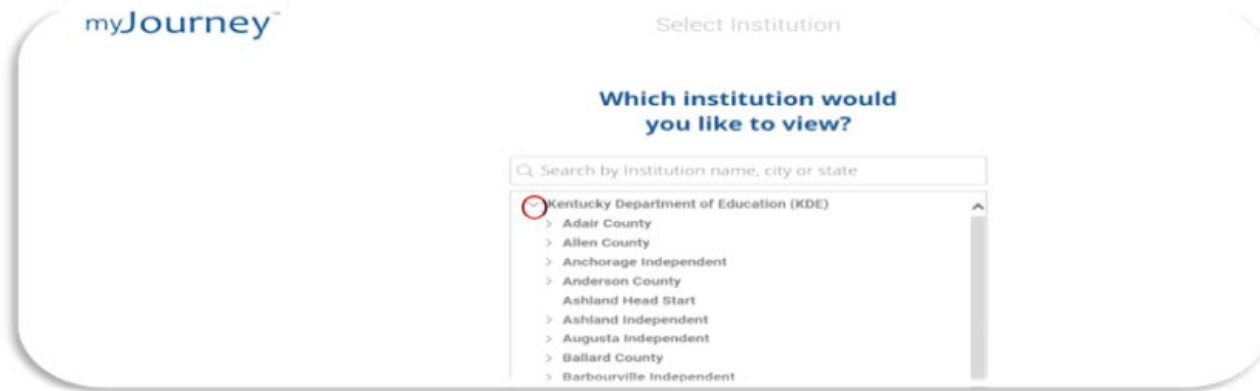 myJourney™
Select Institution
Which institution would
you like to view?
Search by Institution name, city or state
Kentucky Department of Education (KDE)
Adair County
Allen County
Anchorage Independent
Anderson County
Ashland Head Start
Ashland Independent
Augusta Independent
Ballard County
Barbourville Independent